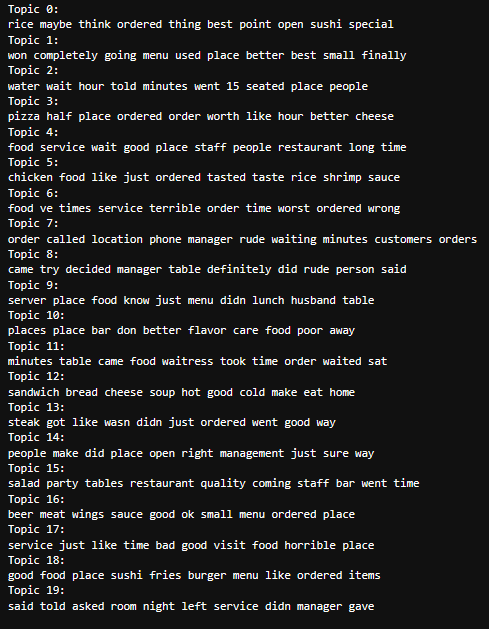 Topic 0:
rice maybe think ordered thing best point open sushi special
Topic 1:
won completely going menu used place better best small finally
Topic 2:
water wait hour told minutes went 15 seated place people
Topic 3:
pizza half place ordered order worth like hour better cheese
Topic 4:
food service wait good place staff people restaurant long time
Topic 5:
chicken food like just ordered tasted taste rice shrimp sauce
Topic 6:
food ve times service terrible order time worst ordered wrong
Topic 7:
order called location phone manager rude waiting minutes customers orders
Topic 8:
came try decided manager table definitely did rude person said
Topic 9:
server place food know just menu didn lunch husband table
Topic 10:
places place bar don better flavor care food poor away
Topic 11:
minutes table came food waitress took time order waited sat
Topic 12:
sandwich bread cheese soup hot good cold make eat home
Topic 13:
steak got like wasn didn just ordered went good way
Topic 14:
people make did place open right management just sure way
Topic 15:
salad party tables restaurant quality coming staff bar went time
Topic 16:
beer meat wings sauce good ok small menu ordered place
Topic 17:
service just like time bad good visit food horrible place
Topic 18:
good food place sushi fries burger menu like ordered items
Topic 19:
said told asked room night left service didn manager gave